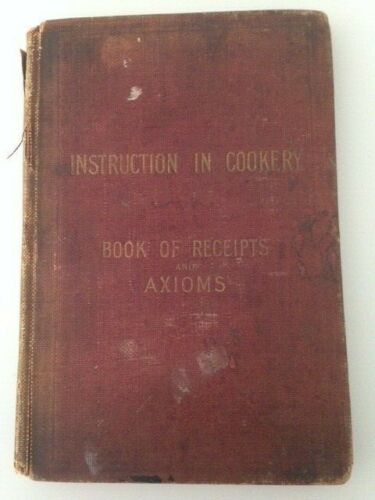 INSTRUCTION IN COOKERY
BOOK OF RECEIPTS
AND
AXIOMS